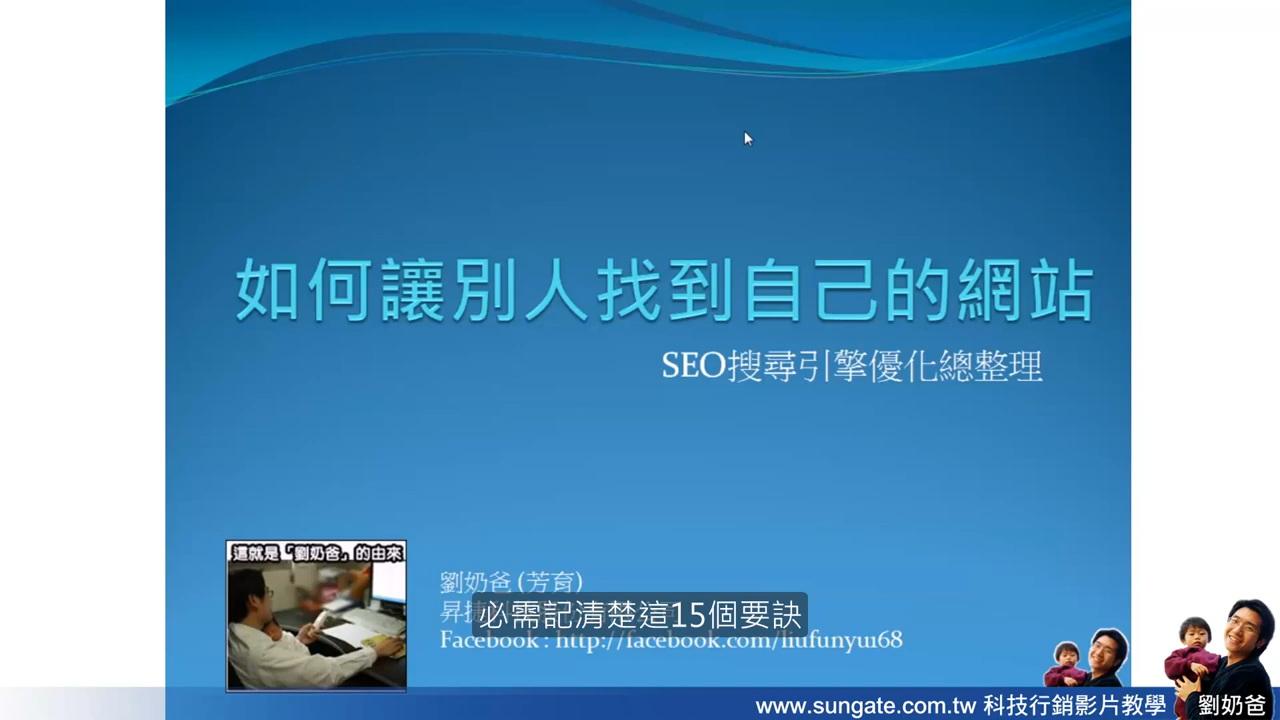 如何讓別人找到自己的網站
SEO搜尋引擎優化總整理
這就是「劉奶爸」的由來
劉奶爸 (芳育)
昇捷
必需記清楚這15個要訣
Facebook : http://facebook.com/liufunyu168
www.sungate.com.tw 科技行銷影片教學
劉奶爸